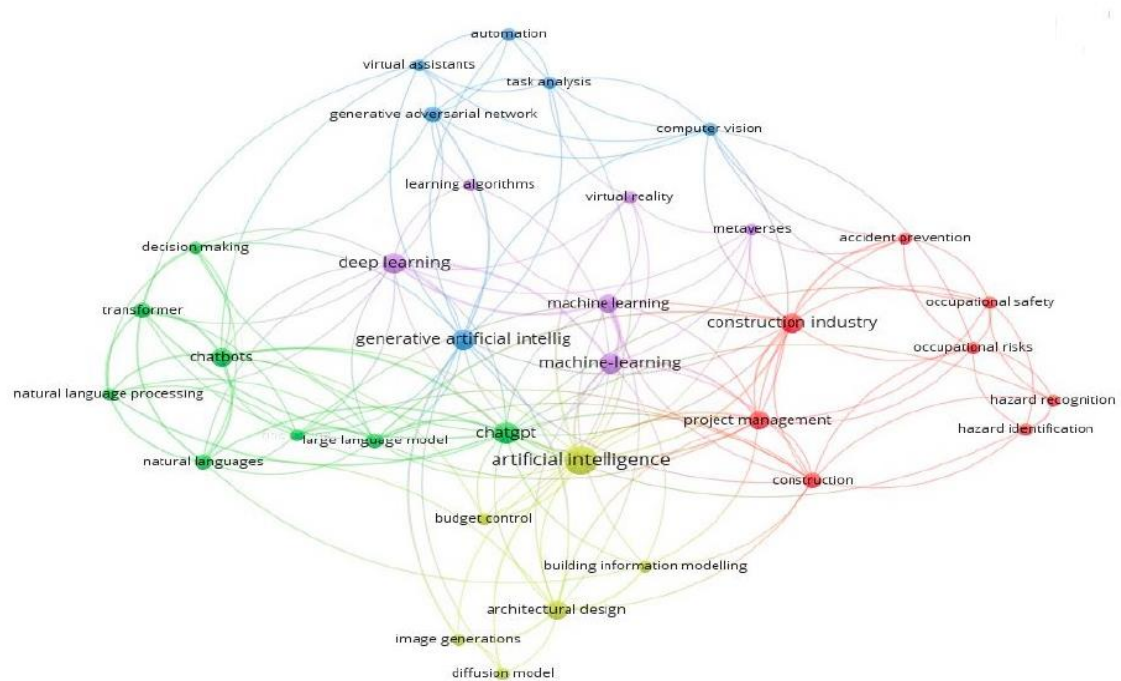 automation
virtual assistants
task analysis
generative adversarial network
computer vision
learning algorithms
virtual reality
metaverses
accident prevention
decision making
deep learning
machine learning
occupational safety
transformer
construction industry
generative artificial intellig
occupational risks
chatbots
machine-learning
natural language processing
hazard recognition
project management
hazard identification
chatgpt
large language model
natural languages
artificial intelligence
construction
budget control
building information modelling
architectural design
image generations
diffusion model